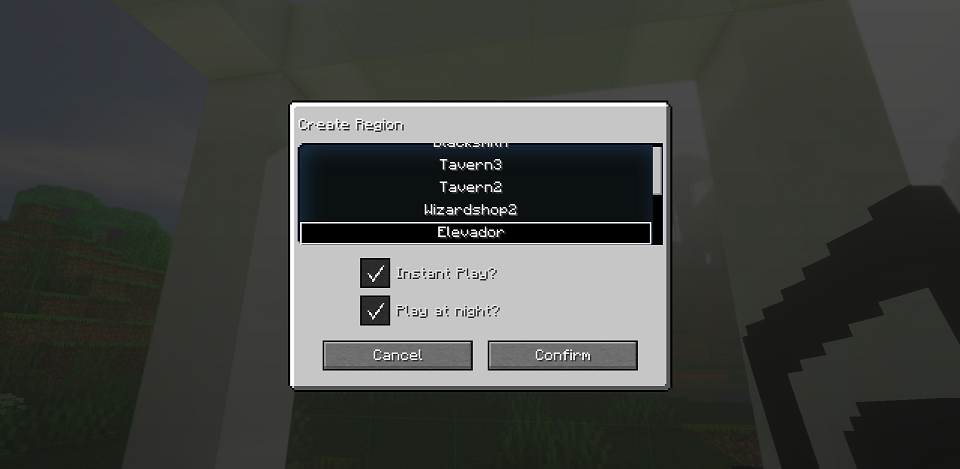 Create Region
Tavern3
Tavern2
Wizardshop2
Elevador
Instant Play?
Play at night?
Cancel
Confirm